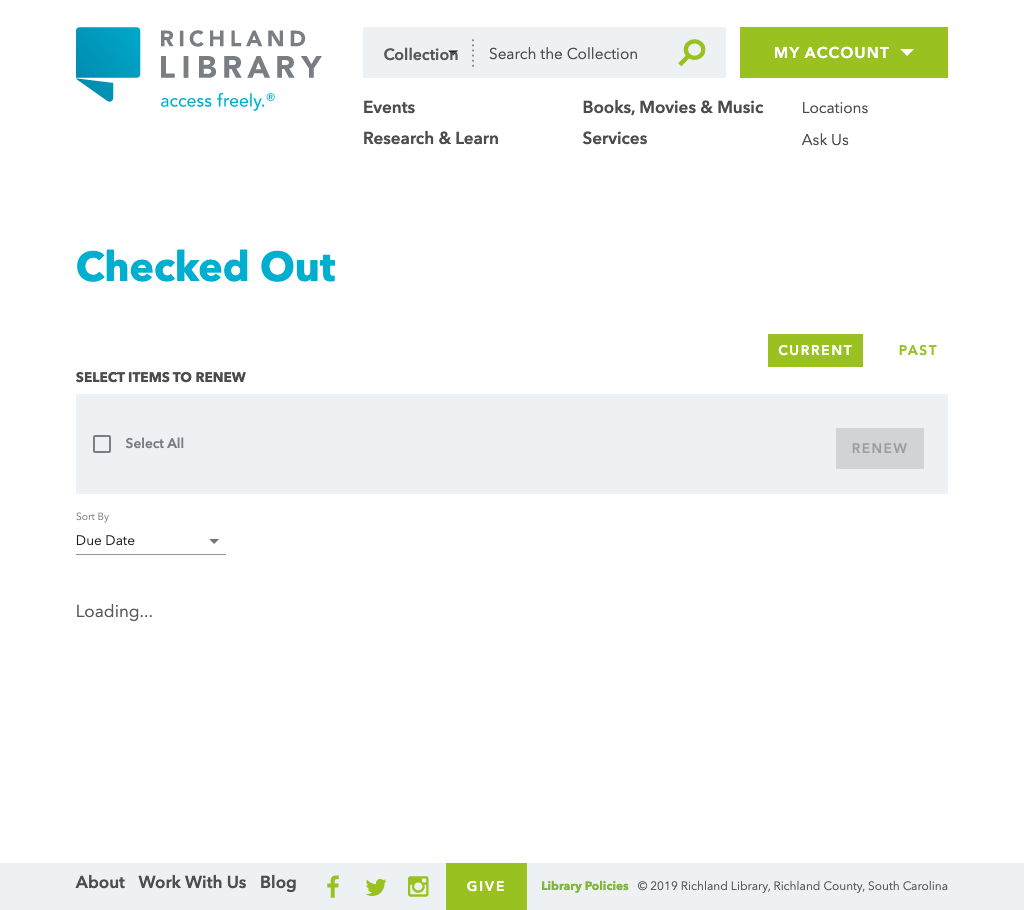 RICHLAND
LIBRARY
access freely.®
Collection
Search the Collection
MY ACCOUNT
Events
Books, Movies & Music
Locations
Research & Learn
Services
Ask Us
Checked Out
CURRENT
PAST
SELECT ITEMS TO RENEW
Select All
RENEW
Sort By
Due Date
Loading...
About Work With Us Blog
GIVE
Library Policies © 2019 Richland Library, Richland County, South Carolina